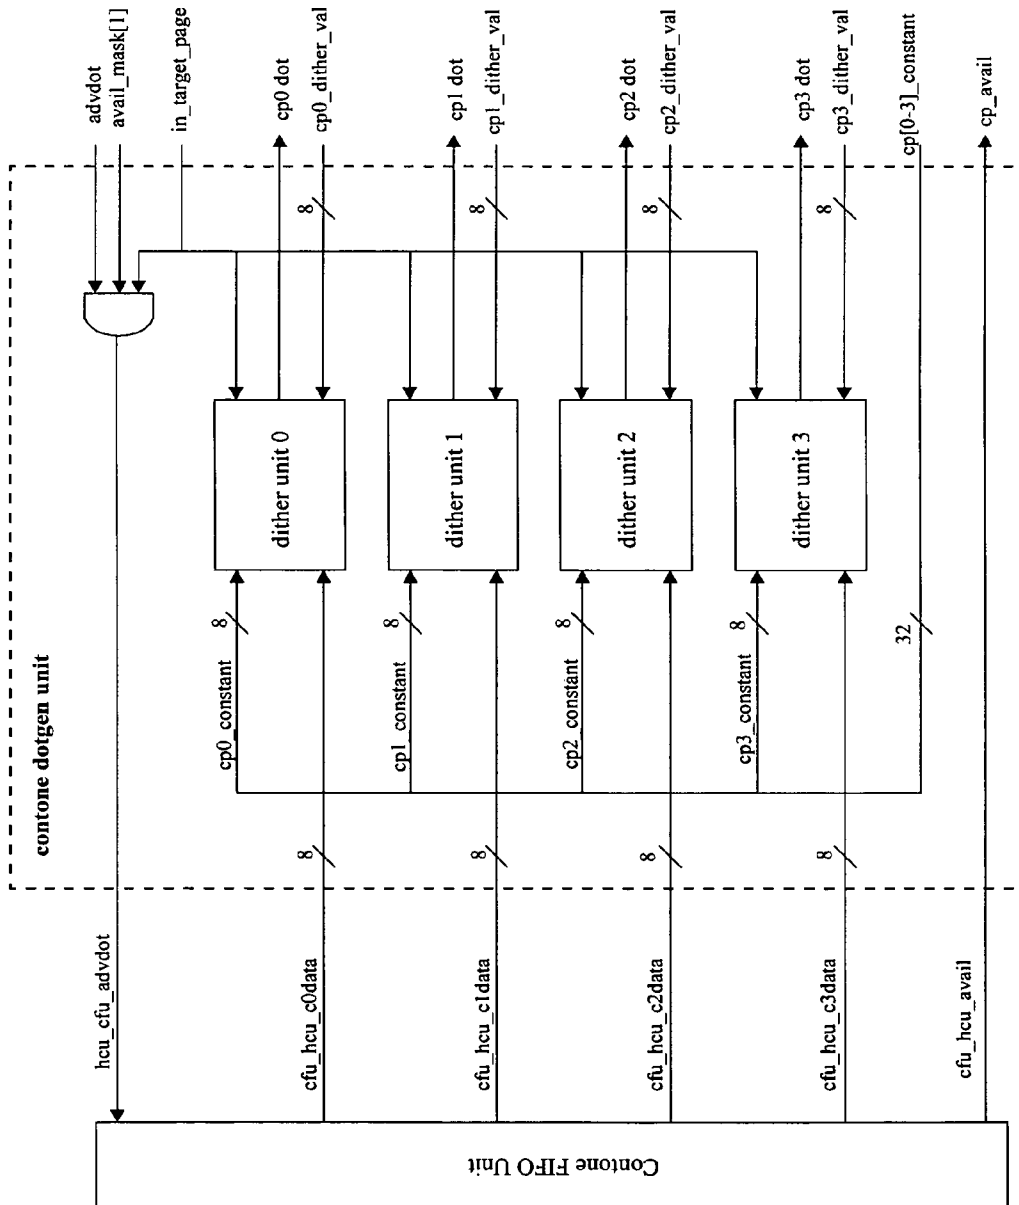 advdot
avail_mask[1]
in_target_page
cp0 dot
cp0_dither_val
cp1 dot
cp1_dither_val
cp2 dot
cp2_dither_val
cp3 dot
cp3_dither_val
cp[0-3]_constant
cp_avail
8
8
8
8
dither unit 0
dither unit 1
dither unit 2
dither unit 3
8
8
8
8
32
contone dotgen unit
cp0_constant
cp1_constant
cp2_constant
cp3_constant
8
8
8
8
hcu_cfu_advdot
cfu_hcu_c0data
cfu_hcu_c1data
cfu_hcu_c2data
cfu_hcu_c3data
cfu_hcu_avail
Contone FIFO Unit